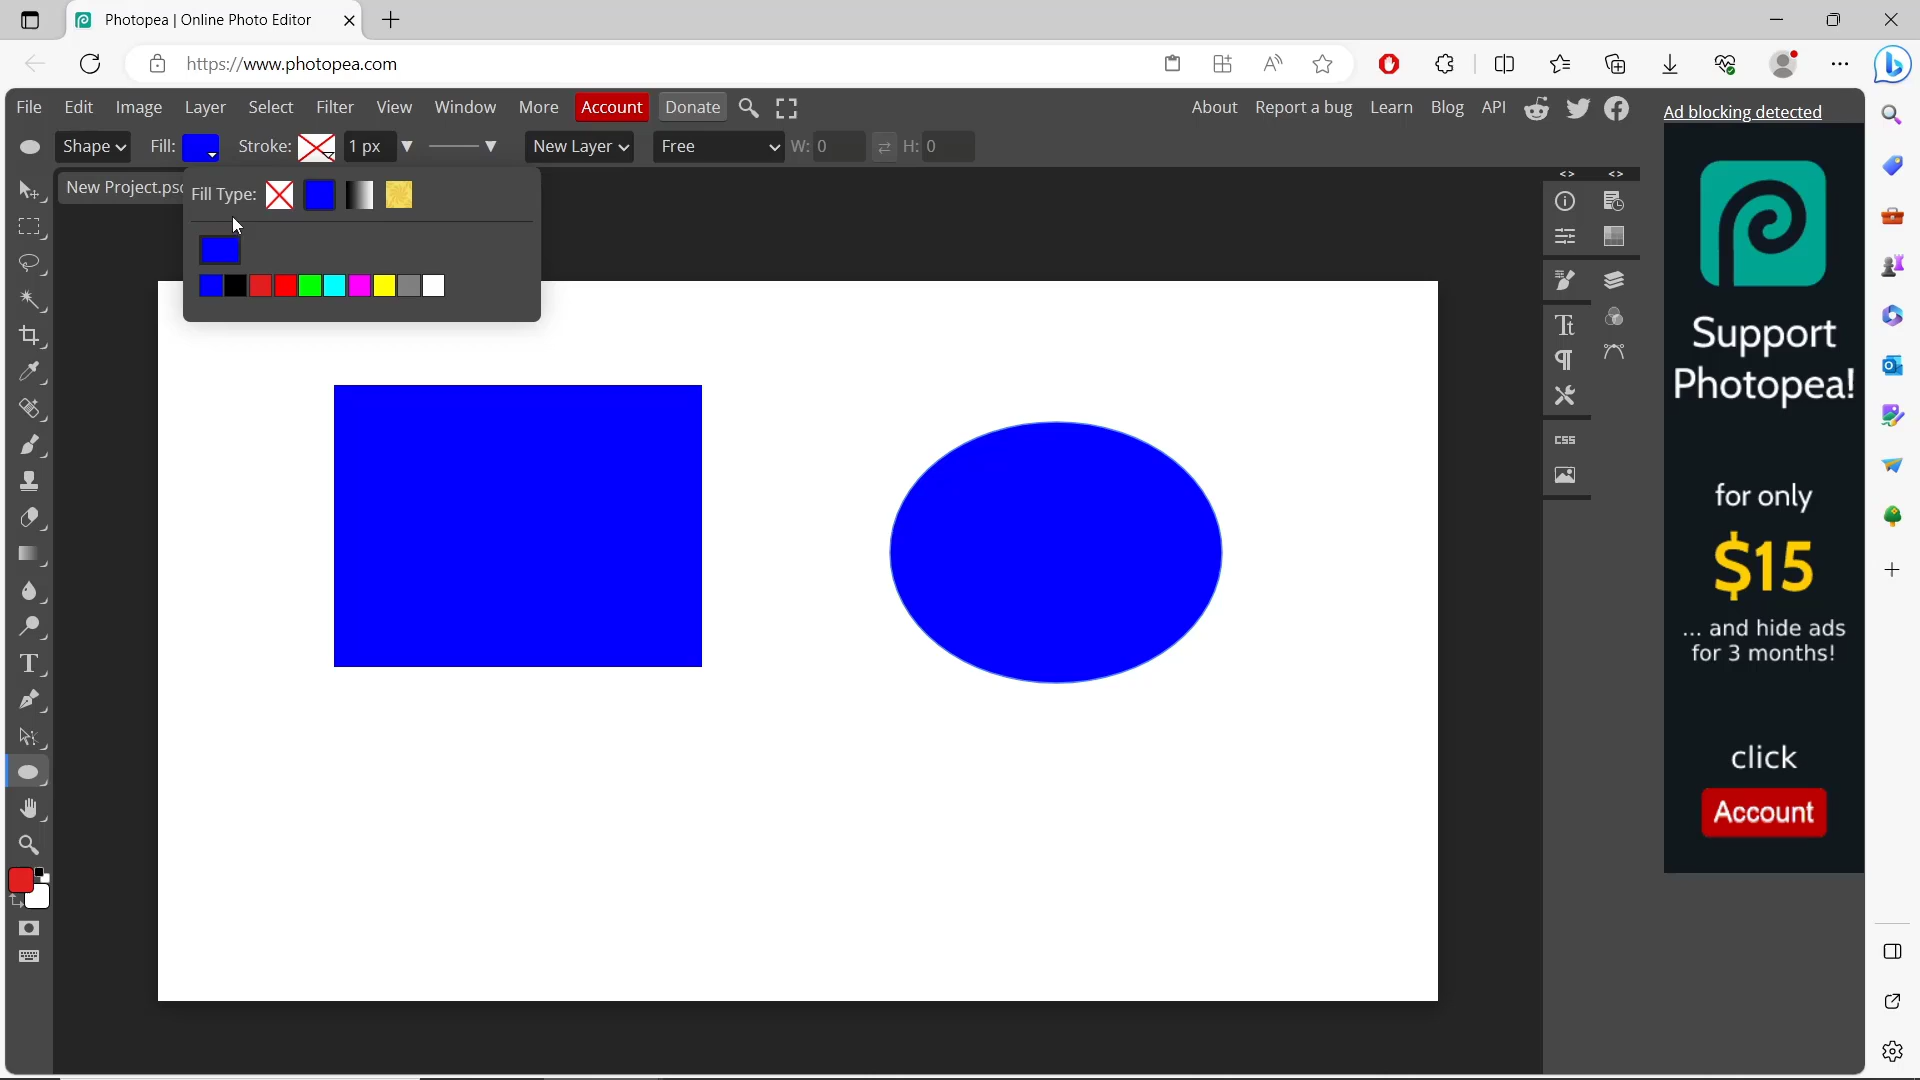 Photopea | Online Photo Editor
https://www.photopea.com
File Edit Image Layer Select Filter View Window More Account Donate
About Report a bug Learn Blog API
Shape Fill: Stroke: 1 px New Layer Free W: 0 H: 0
New Project.psd
Fill Type:
T
Tt
CSS
Ad blocking detected
Support
Photopea!
for only
$15
... and hide ads
for 3 months!
click
Account